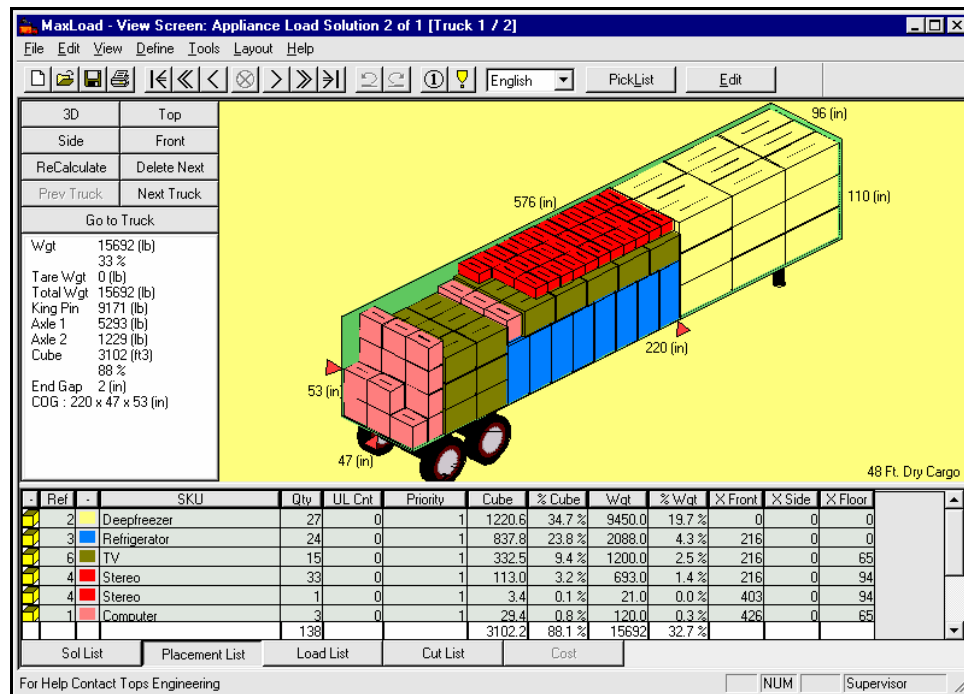 MaxLoad - View Screen: Appliance Load Solution 2 of 1 [Truck 1 / 2]
File Edit View Define Tools Layout Help
1 English PickList Edit
3D Top
Side Front
ReCalculate Delete Next
Prev Truck Next Truck
Go to Truck
Wgt 15692 (lb)
33 %
Tare Wgt 0 (lb)
Total Wgt 15692 (lb)
King Pin 9171 (lb)
Axle 1 5293 (lb)
Axle 2 1229 (lb)
Cube 3102 (ft3)
88 %
End Gap 2 (in)
COG : 220 x 47 x 53 (in)
96 (in)
576 (in)
110 (in)
220 (in)
53 (in)
47 (in)
48 Ft. Dry Cargo
- Ref - SKU Qty UL Cnt Priority Cube % Cube Wgt % Wgt X Front X Side X Floor
2 Deepfreezer 27 0 1 1220.6 34.7 % 9450.0 19.7 % 0 0 0
3 Refrigerator 24 0 1 837.8 23.8 % 2088.0 4.3 % 216 0 0
6 TV 15 0 1 332.5 9.4 % 1200.0 2.5 % 216 0 65
4 Stereo 33 0 1 113.0 3.2 % 693.0 1.4 % 216 0 94
4 Stereo 1 0 1 3.4 0.1 % 21.0 0.0 % 403 0 94
1 Computer 3 0 1 29.4 0.8 % 120.0 0.3 % 426 0 65
138 3102.2 88.1 % 15692 32.7 %
Sol List Placement List Load List Cut List Cost
For Help Contact Tops Engineering NUM Supervisor